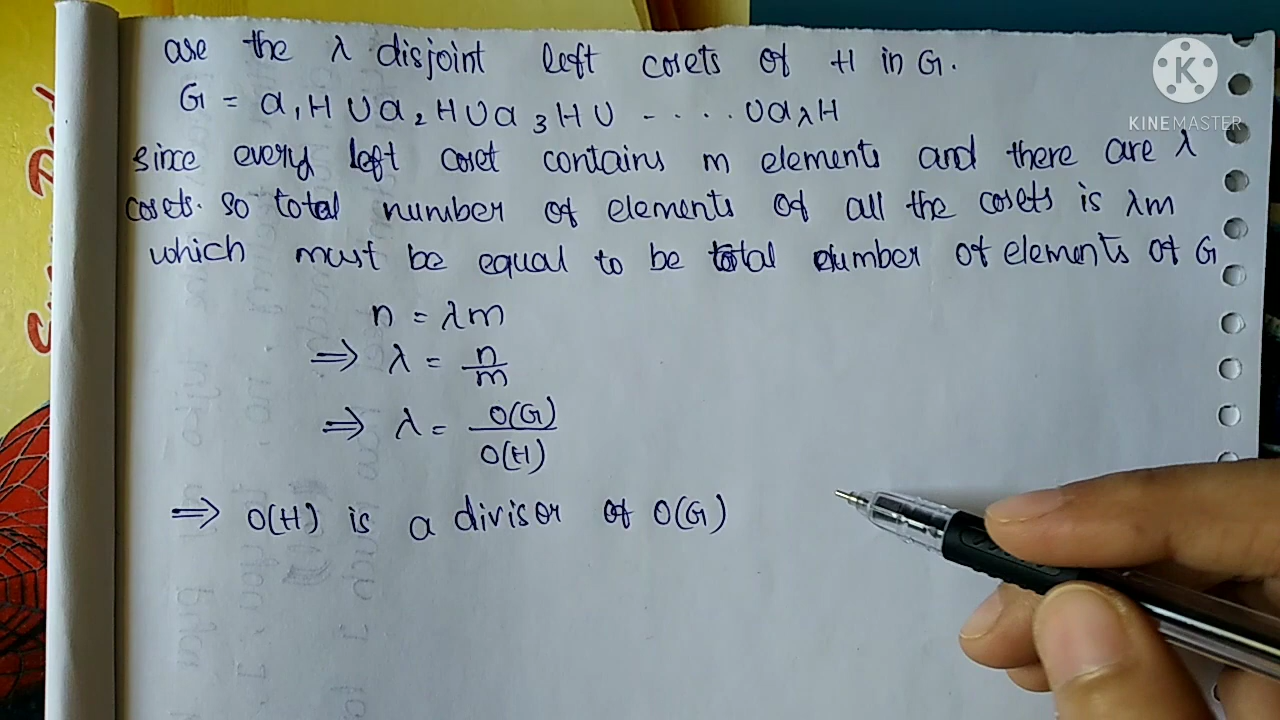 are the λ disjoint left cosets of H in G.
G = a₁H ∪ a₂H ∪ a₃H ∪ - . . . . ∪ aλH
since every left coset contains m elements and there are λ
cosets. so total number of elements of all the cosets is λm
which must be equal to be total number of elements of G
n = λm
⇒ λ = n/m
⇒ λ = O(G)/O(H)
⇒ O(H) is a divisor of O(G)
K
KINEMASTER